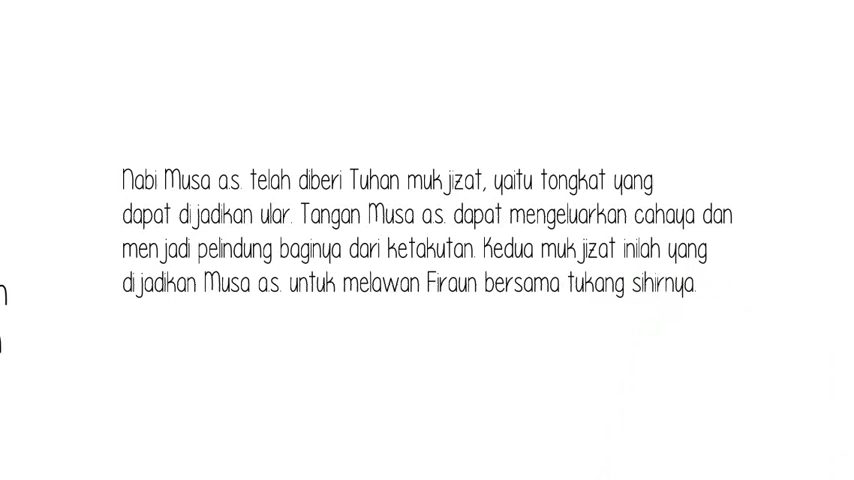 Nabi Musa a.s. telah diberi Tuhan mukjizat, yaitu tongkat yang
dapat dijadikan ular. Tangan Musa a.s. dapat mengeluarkan cahaya dan
menjadi pelindung baginya dari ketakutan. Kedua mukjizat inilah yang
dijadikan Musa a.s. untuk melawan Firaun bersama tukang sihirnya.